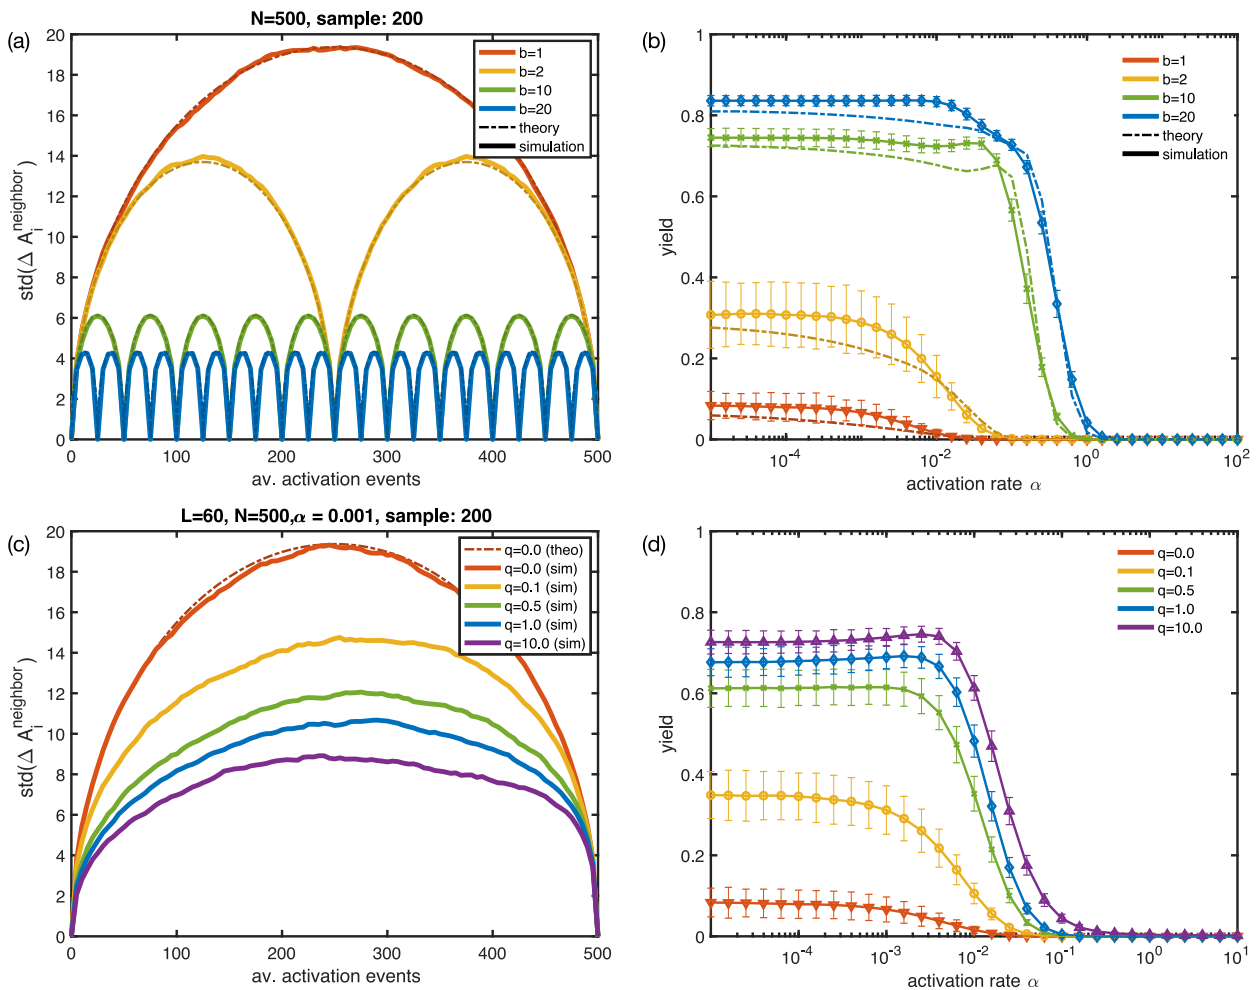 N=500, sample: 200
(a)
20
18
16
14
12
10
8
6
4
2
0
std(Δ A_i^neighbor)
0 100 200 300 400 500
av. activation events
b=1
b=2
b=10
b=20
theory
simulation
(b)
1
0.8
0.6
0.4
0.2
0
yield
10^-4 10^-2 10^0 10^2
activation rate α
b=1
b=2
b=10
b=20
theory
simulation
L=60, N=500,α = 0.001, sample: 200
(c)
20
18
16
14
12
10
8
6
4
2
0
std(Δ A_i^neighbor)
0 100 200 300 400 500
av. activation events
q=0.0 (theo)
q=0.0 (sim)
q=0.1 (sim)
q=0.5 (sim)
q=1.0 (sim)
q=10.0 (sim)
(d)
1
0.8
0.6
0.4
0.2
0
yield
10^-4 10^-3 10^-2 10^-1 10^0 10^1
activation rate α
q=0.0
q=0.1
q=0.5
q=1.0
q=10.0